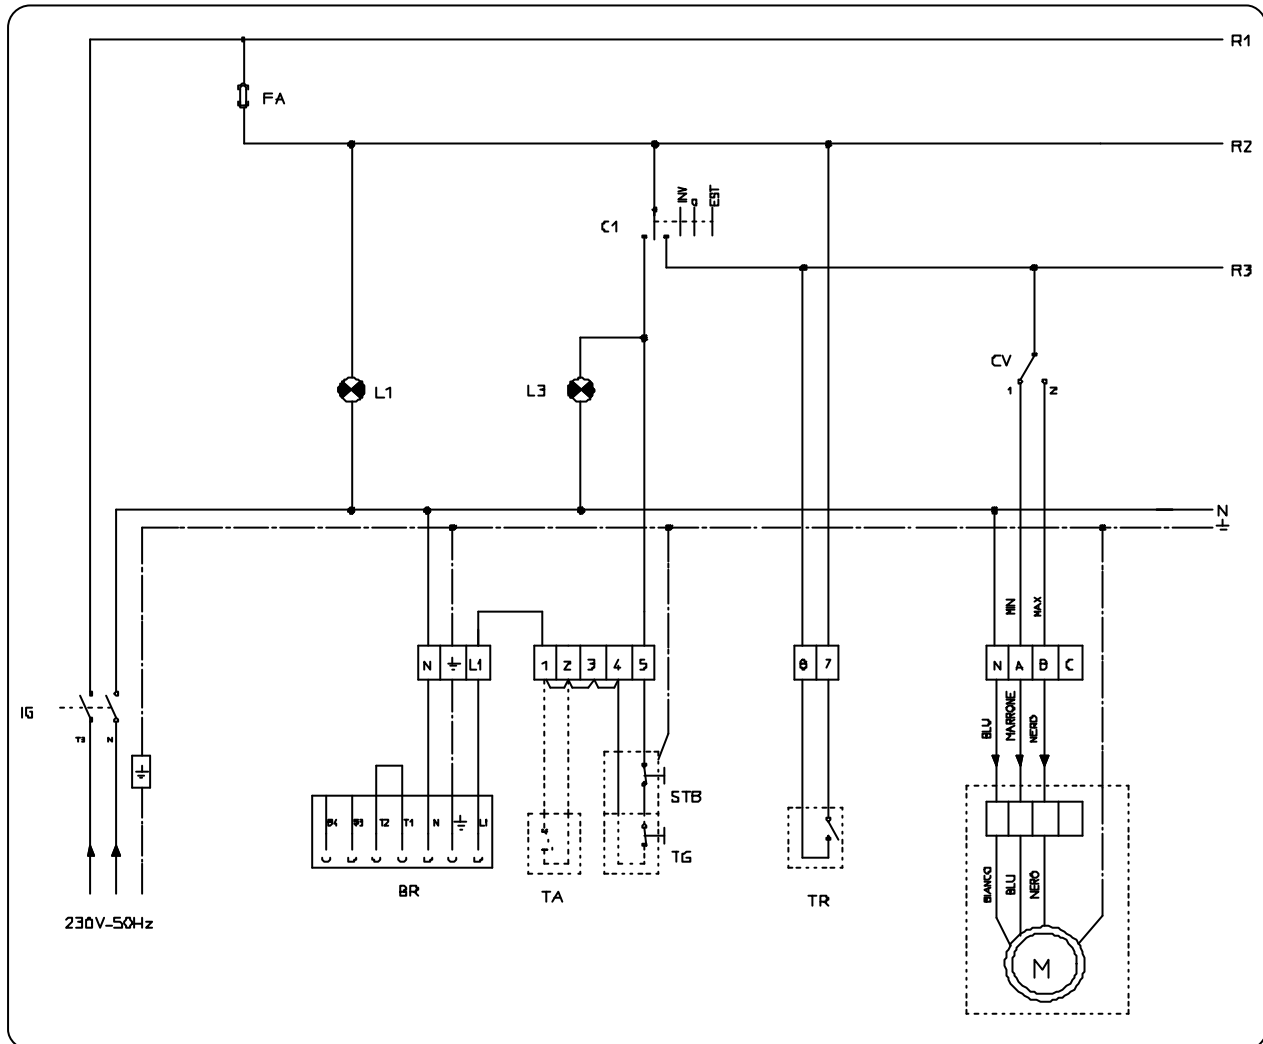 R1
FA
R2
INV
0
EST
C1
R3
CV
L1
L3
1
2
N
MIN
MAX
N
L1
1 2 3 4 5
8 7
N A B C
IG
T3
N
BLU
MARRONE
NERO
STB
T2 T1 N L1
TG
BR
TA
TR
BIANCO
BLU
NERO
230V-50Hz
M